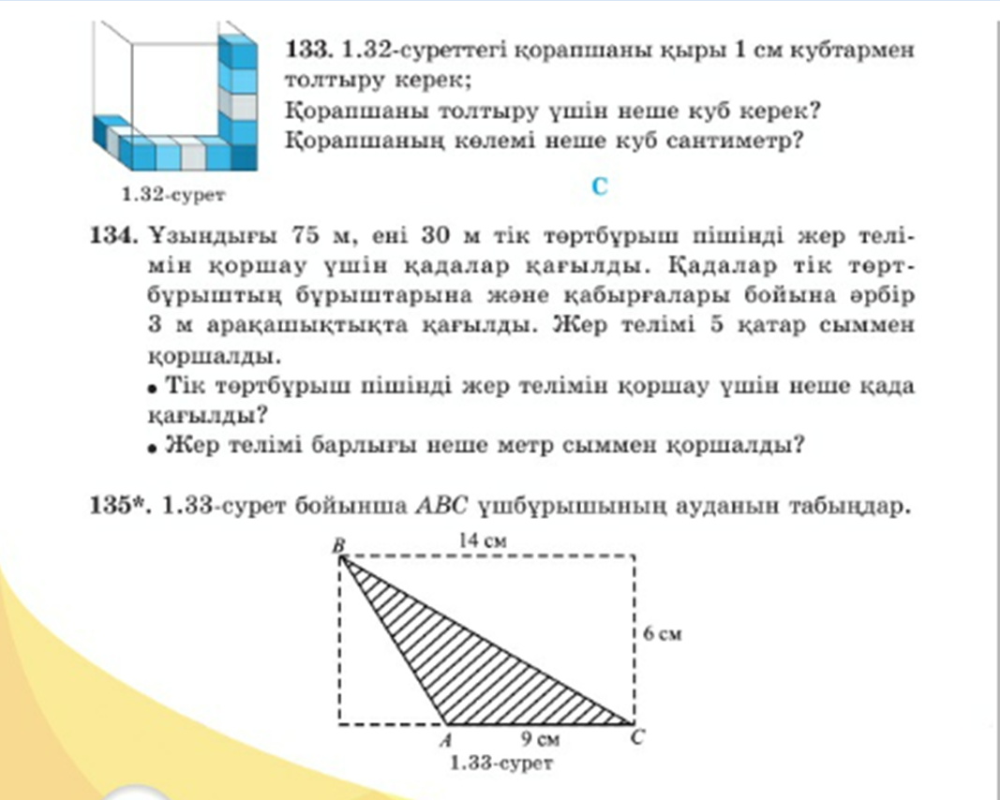 133. 1.32-суреттегі қорапшаны қыры 1 см кубтармен
толтыру керек;
Қорапшаны толтыру үшін неше куб керек?
Қорапшаның көлемі неше куб сантиметр?
1.32-сурет
С
134. Ұзындығы 75 м, ені 30 м тік төртбұрыш пішінді жер телі-
мін қоршау үшін қадалар қағылды. Қадалар тік төрт-
бұрыштың бұрыштарына және қабырғалары бойына әрбір
3 м арақашықтықта қағылды. Жер телімі 5 қатар сыммен
қоршалды.
• Тік төртбұрыш пішінді жер телімін қоршау үшін неше қада
қағылды?
• Жер телімі барлығы неше метр сыммен қоршалды?
135*. 1.33-сурет бойынша ABC үшбұрышының ауданын табыңдар.
B
14 см
6 см
A
9 см
C
1.33-сурет